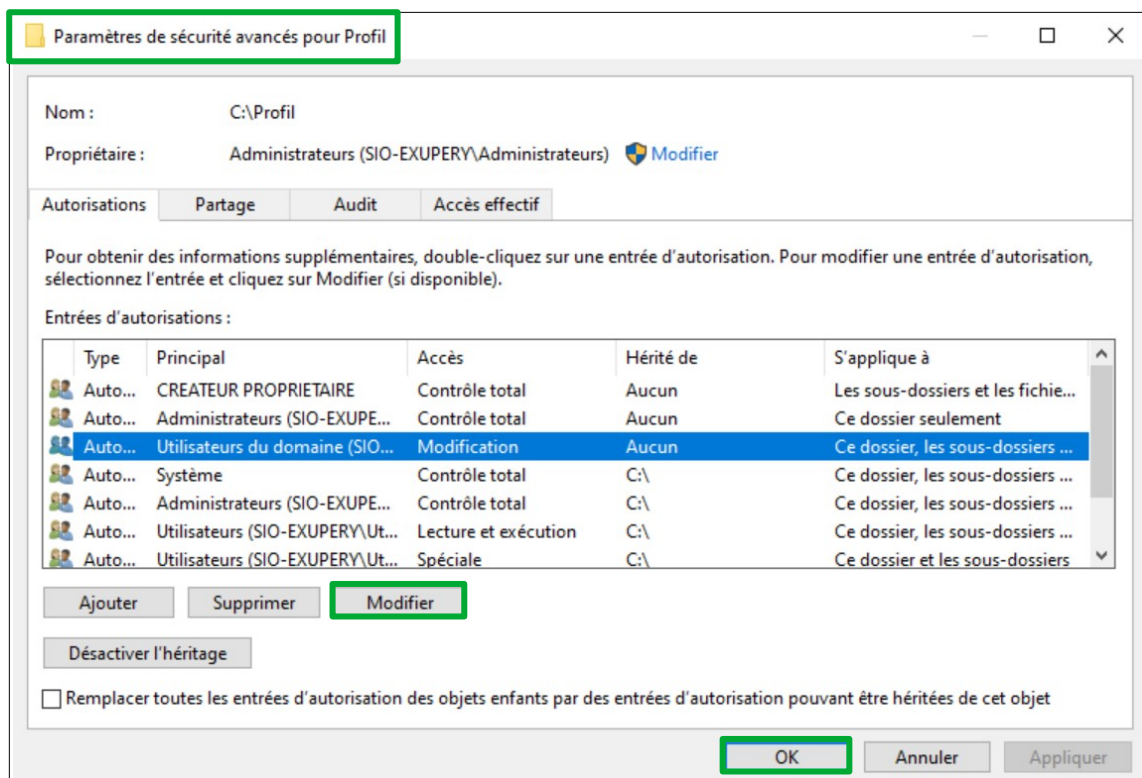 Paramètres de sécurité avancés pour Profil
Nom : C:\Profil
Propriétaire : Administrateurs (SIO-EXUPERY\Administrateurs) Modifier
Autorisations Partage Audit Accès effectif
Pour obtenir des informations supplémentaires, double-cliquez sur une entrée d'autorisation. Pour modifier une entrée d'autorisation,
sélectionnez l'entrée et cliquez sur Modifier (si disponible).
Entrées d'autorisations :
Type Principal Accès Hérité de S'applique à
Auto... CREATEUR PROPRIETAIRE Contrôle total Aucun Les sous-dossiers et les fichie...
Auto... Administrateurs (SIO-EXUPE... Contrôle total Aucun Ce dossier seulement
Auto... Utilisateurs du domaine (SIO... Modification Aucun Ce dossier, les sous-dossiers ...
Auto... Système Contrôle total C:\ Ce dossier, les sous-dossiers ...
Auto... Administrateurs (SIO-EXUPE... Contrôle total C:\ Ce dossier, les sous-dossiers ...
Auto... Utilisateurs (SIO-EXUPERY\Ut... Lecture et exécution C:\ Ce dossier, les sous-dossiers ...
Auto... Utilisateurs (SIO-EXUPERY\Ut... Spéciale C:\ Ce dossier et les sous-dossiers
Ajouter Supprimer Modifier
Désactiver l'héritage
Remplacer toutes les entrées d'autorisation des objets enfants par des entrées d'autorisation pouvant être héritées de cet objet
OK Annuler Appliquer